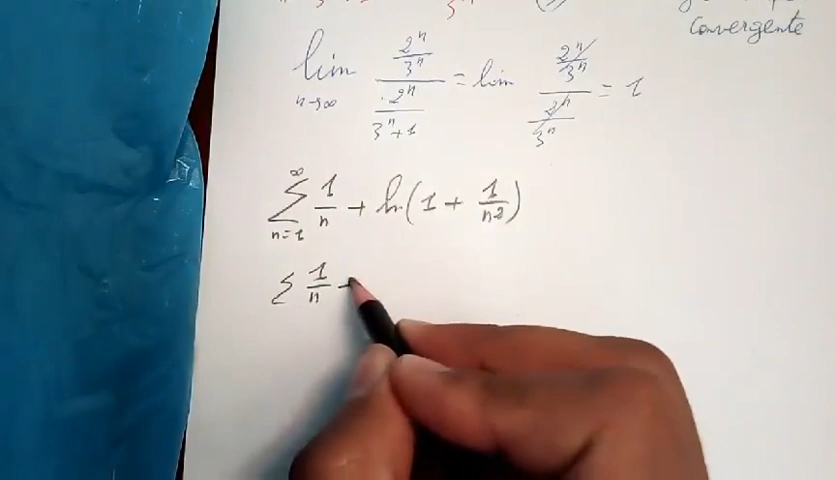 convergente
lim n→∞ (2^n/3^n)/(2^n/(3^n+1)) = lim (2^n/3^n)/(2^n/3^n) = 1
∑_{n=1}^{∞} 1/n + ln(1 + 1/n^2)
∑ 1/n -